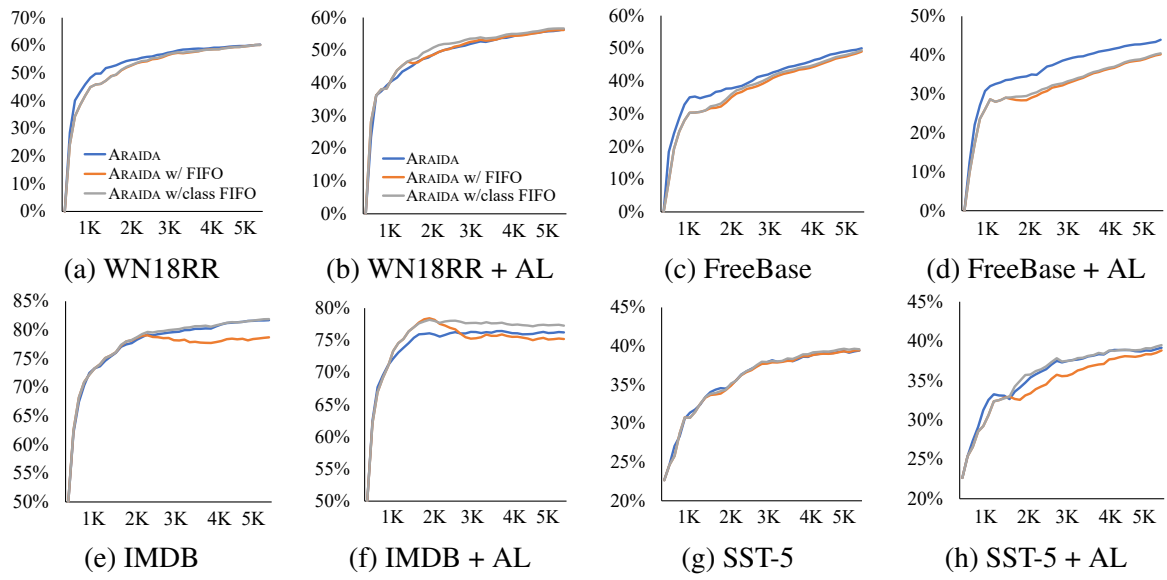 70%
60%
50%
40%
30%
20%
10%
0%
ARAIDA
ARAIDA w/ FIFO
ARAIDA w/class FIFO
1K 2K 3K 4K 5K
(a) WN18RR
60%
50%
40%
30%
20%
10%
0%
ARAIDA
ARAIDA w/ FIFO
ARAIDA w/class FIFO
1K 2K 3K 4K 5K
(b) WN18RR + AL
60%
50%
40%
30%
20%
10%
0%
1K 2K 3K 4K 5K
(c) FreeBase
50%
40%
30%
20%
10%
0%
1K 2K 3K 4K 5K
(d) FreeBase + AL
85%
80%
75%
70%
65%
60%
55%
50%
1K 2K 3K 4K 5K
(e) IMDB
80%
75%
70%
65%
60%
55%
50%
1K 2K 3K 4K 5K
(f) IMDB + AL
45%
40%
35%
30%
25%
20%
1K 2K 3K 4K 5K
(g) SST-5
45%
40%
35%
30%
25%
20%
1K 2K 3K 4K 5K
(h) SST-5 + AL